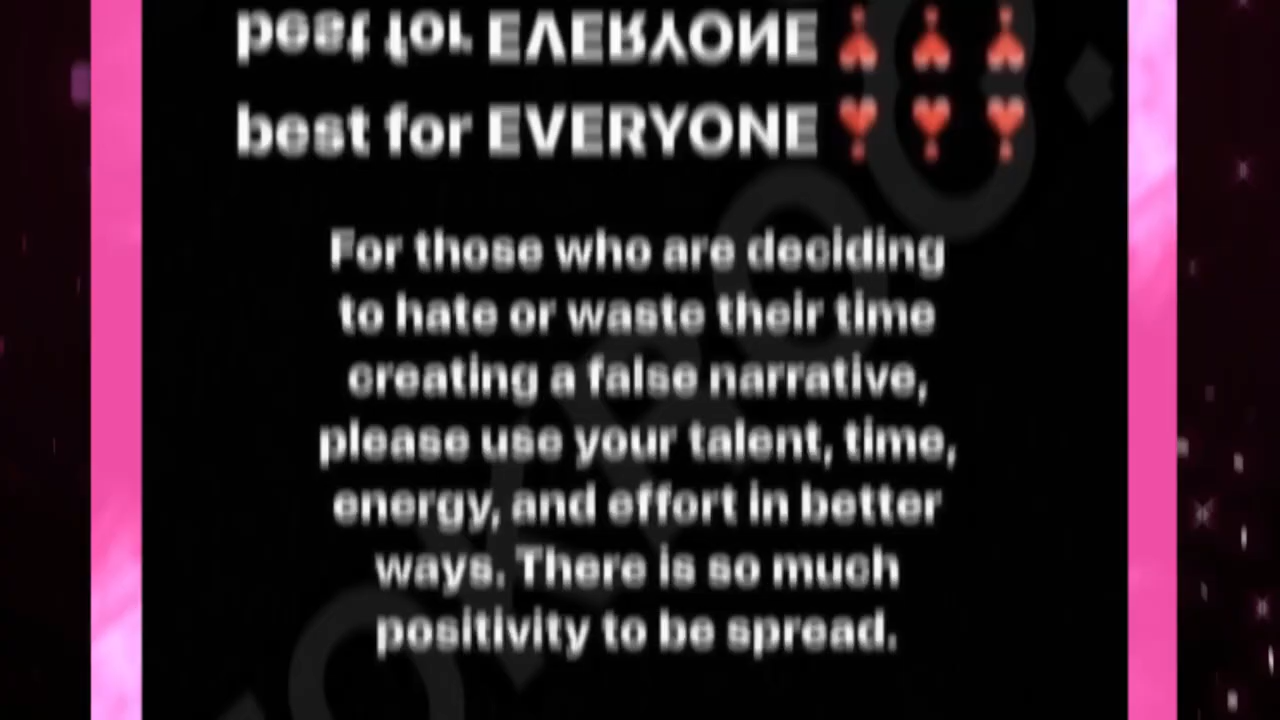 best for EVERYONE
best for EVERYONE ❣ ❣ ❣
For those who are deciding
to hate or waste their time
creating a false narrative,
please use your talent, time,
energy, and effort in better
ways. There is so much
positivity to be spread.